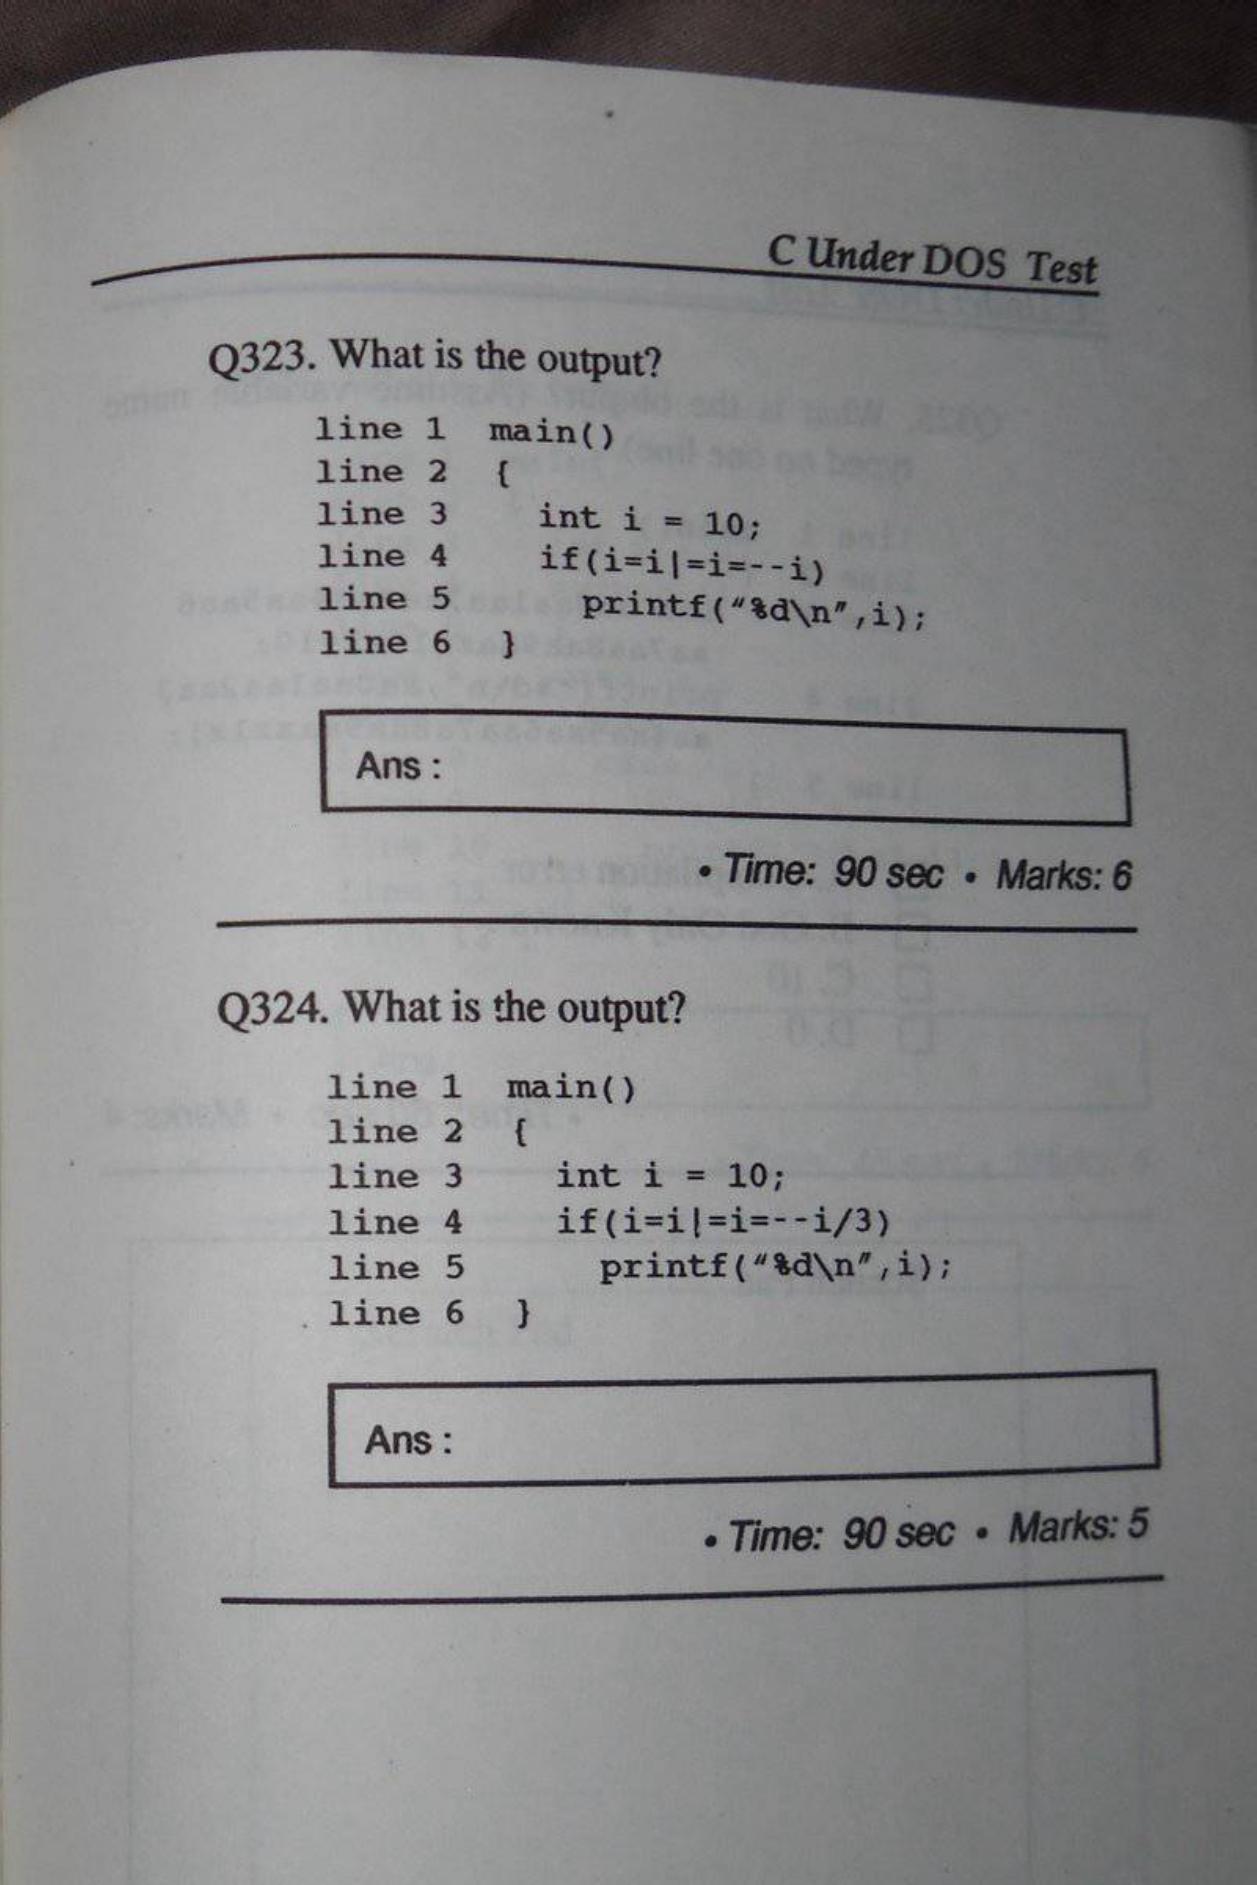 C Under DOS Test
Q323. What is the output?
line 1 main()
line 2 {
line 3 int i = 10;
line 4 if(i=i|=i=--i)
line 5 printf("%d\n",i);
line 6 }
Ans :
• Time: 90 sec • Marks: 6
Q324. What is the output?
line 1 main()
line 2 {
line 3 int i = 10;
line 4 if(i=i|=i=--i/3)
line 5 printf("%d\n",i);
line 6 }
Ans :
• Time: 90 sec • Marks: 5